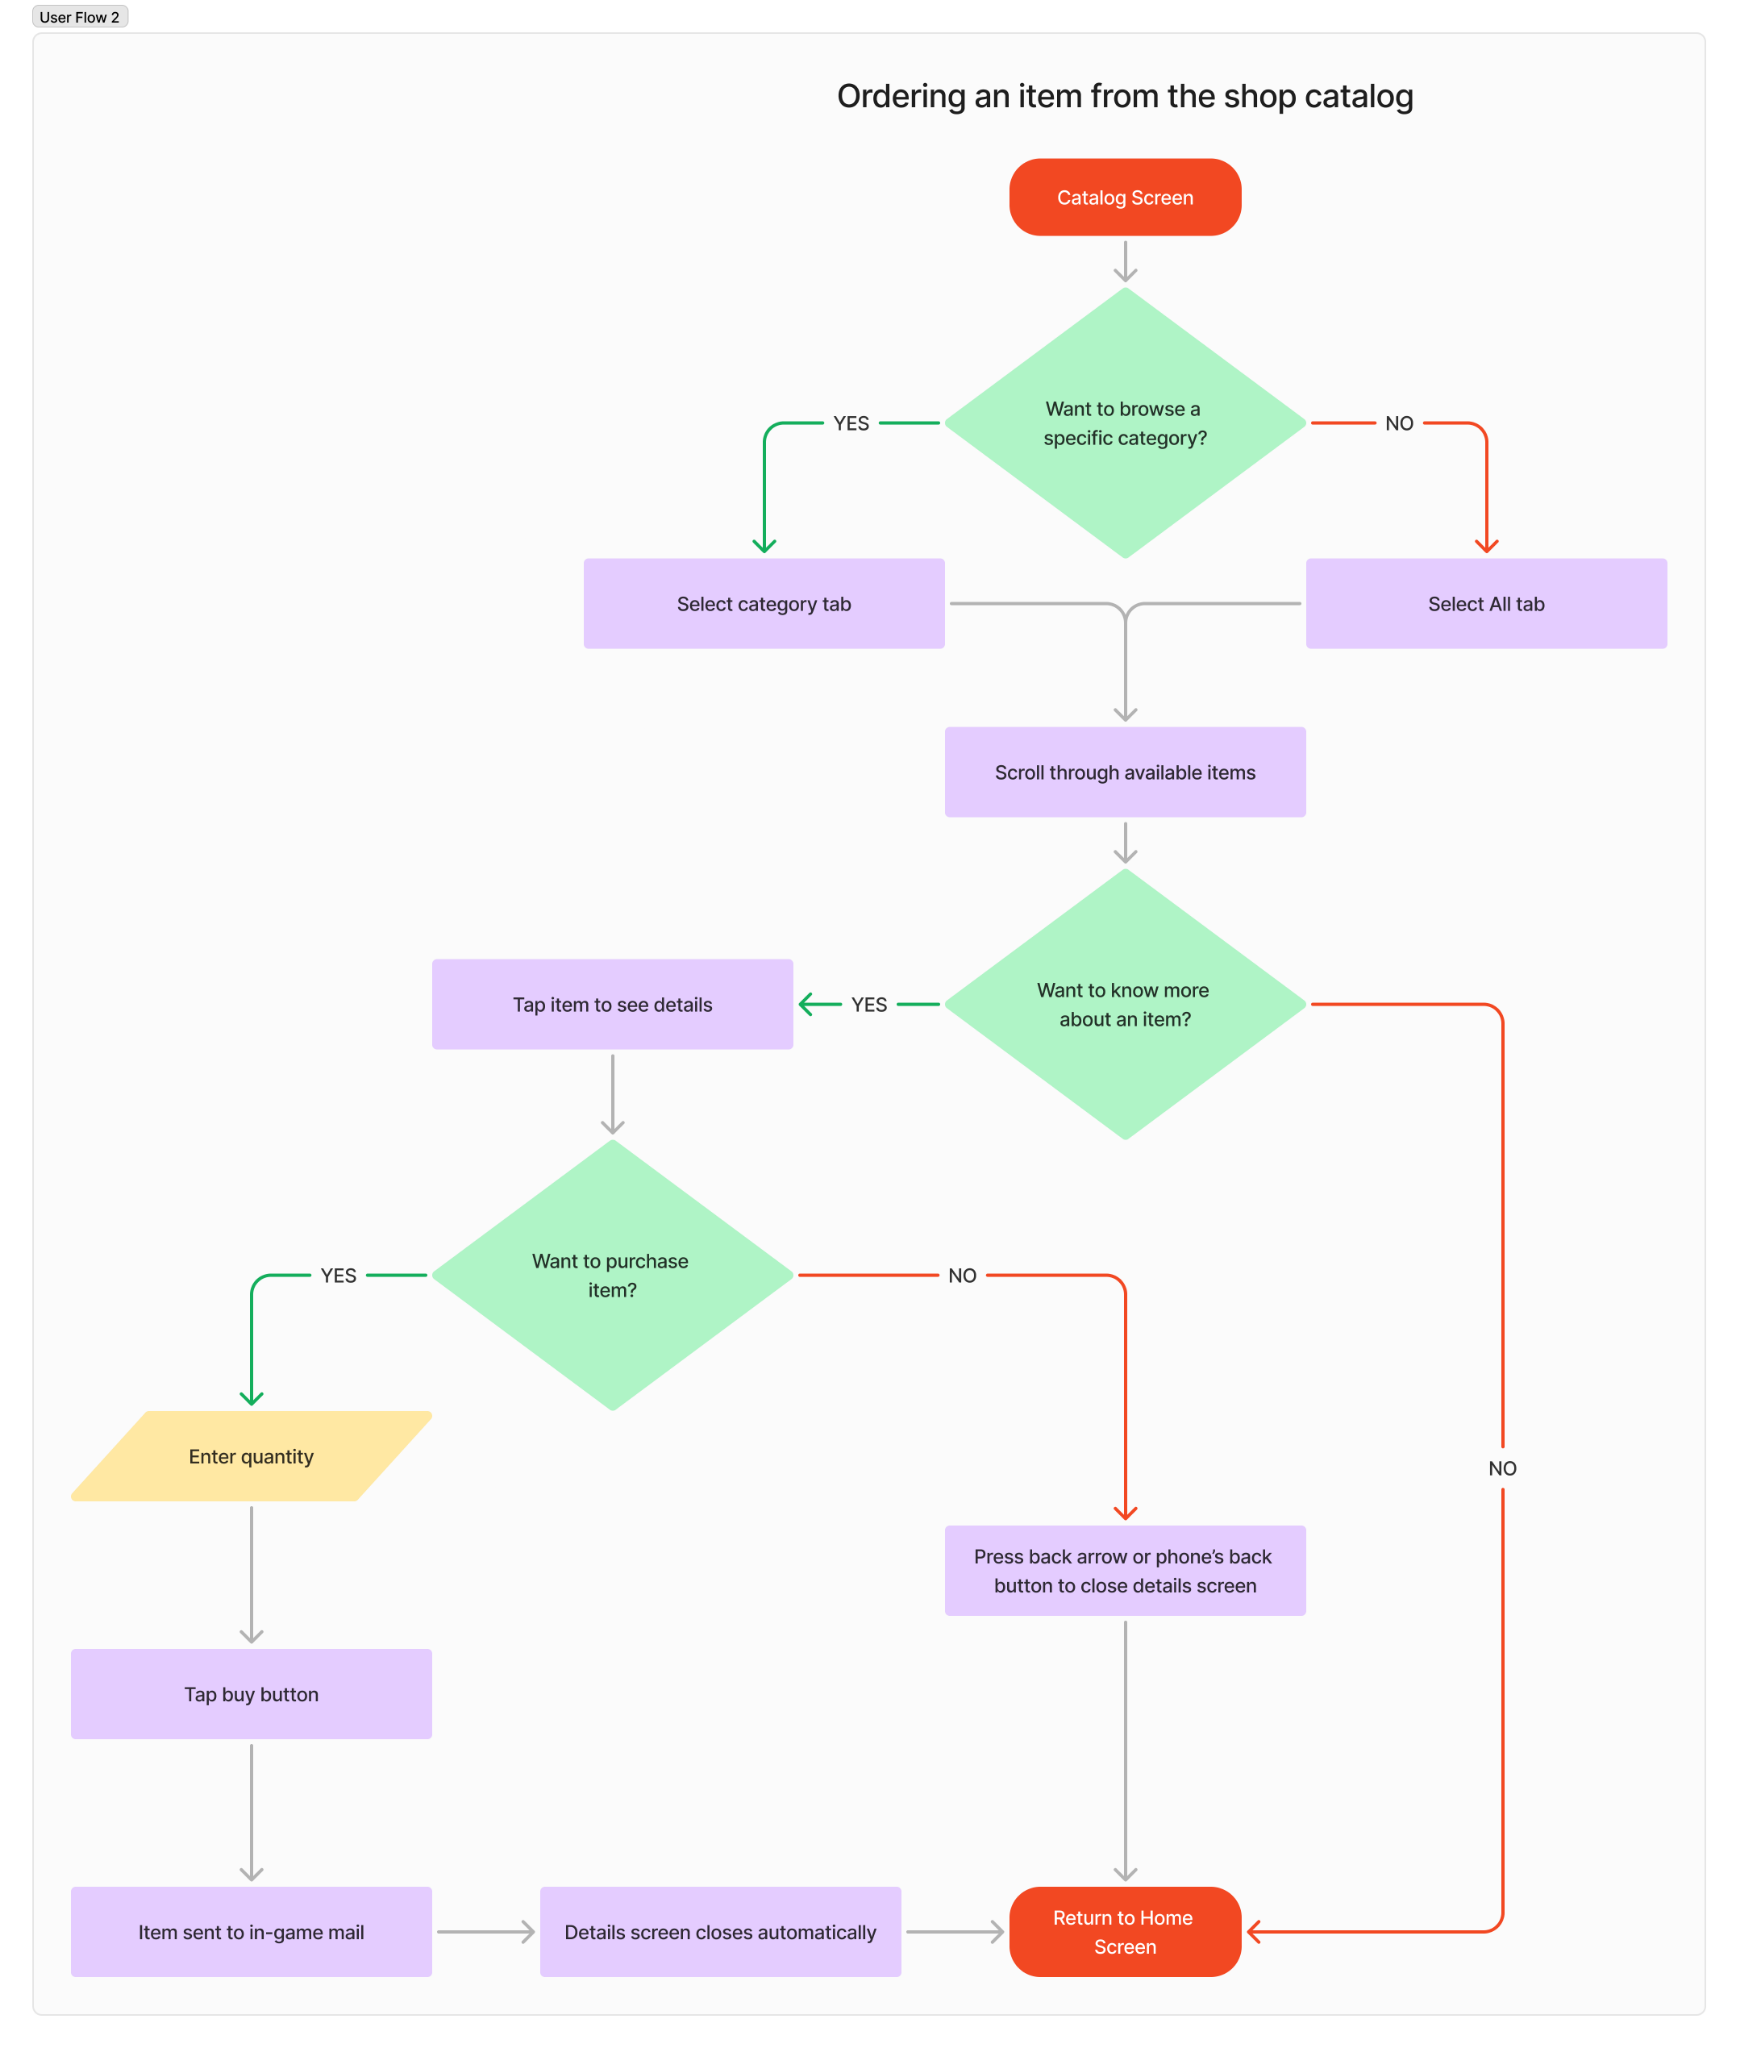 User Flow 2
Ordering an item from the shop catalog
Catalog Screen
Want to browse a
specific category?
YES
NO
Select category tab
Select All tab
Scroll through available items
Want to know more
about an item?
YES
Tap item to see details
Want to purchase
item?
YES
NO
Enter quantity
NO
Press back arrow or phone’s back
button to close details screen
Tap buy button
Item sent to in-game mail
Details screen closes automatically
Return to Home
Screen